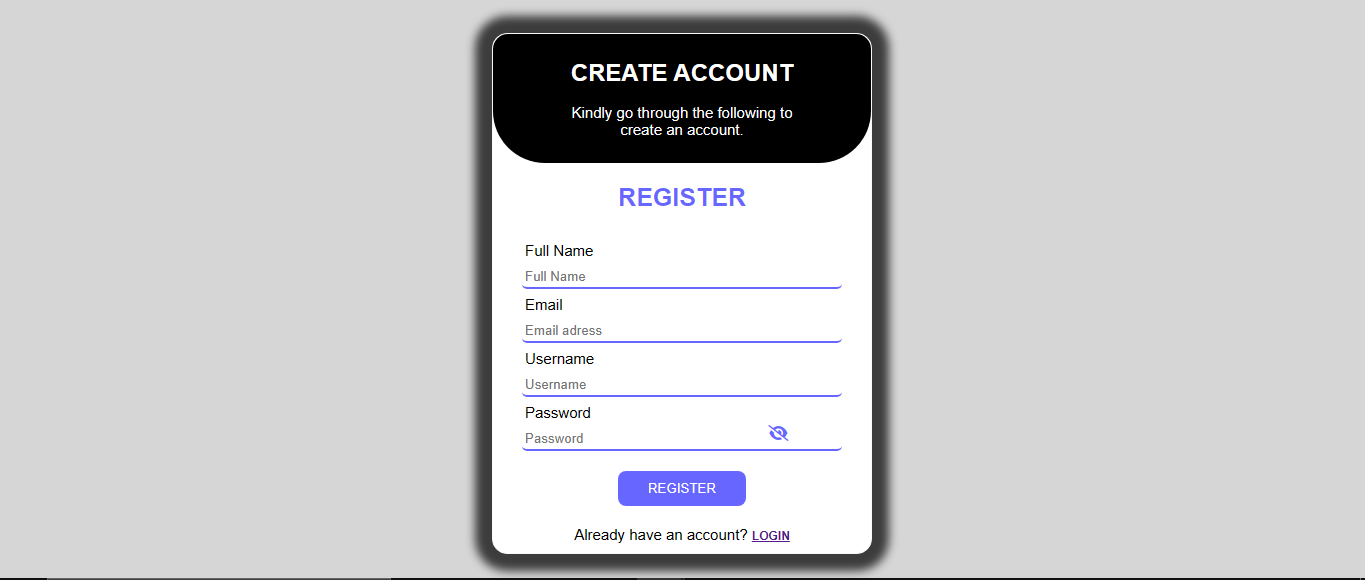 CREATE ACCOUNT
Kindly go through the following to
create an account.
REGISTER
Full Name
Full Name
Email
Email adress
Username
Username
Password
Password
REGISTER
Already have an account? LOGIN